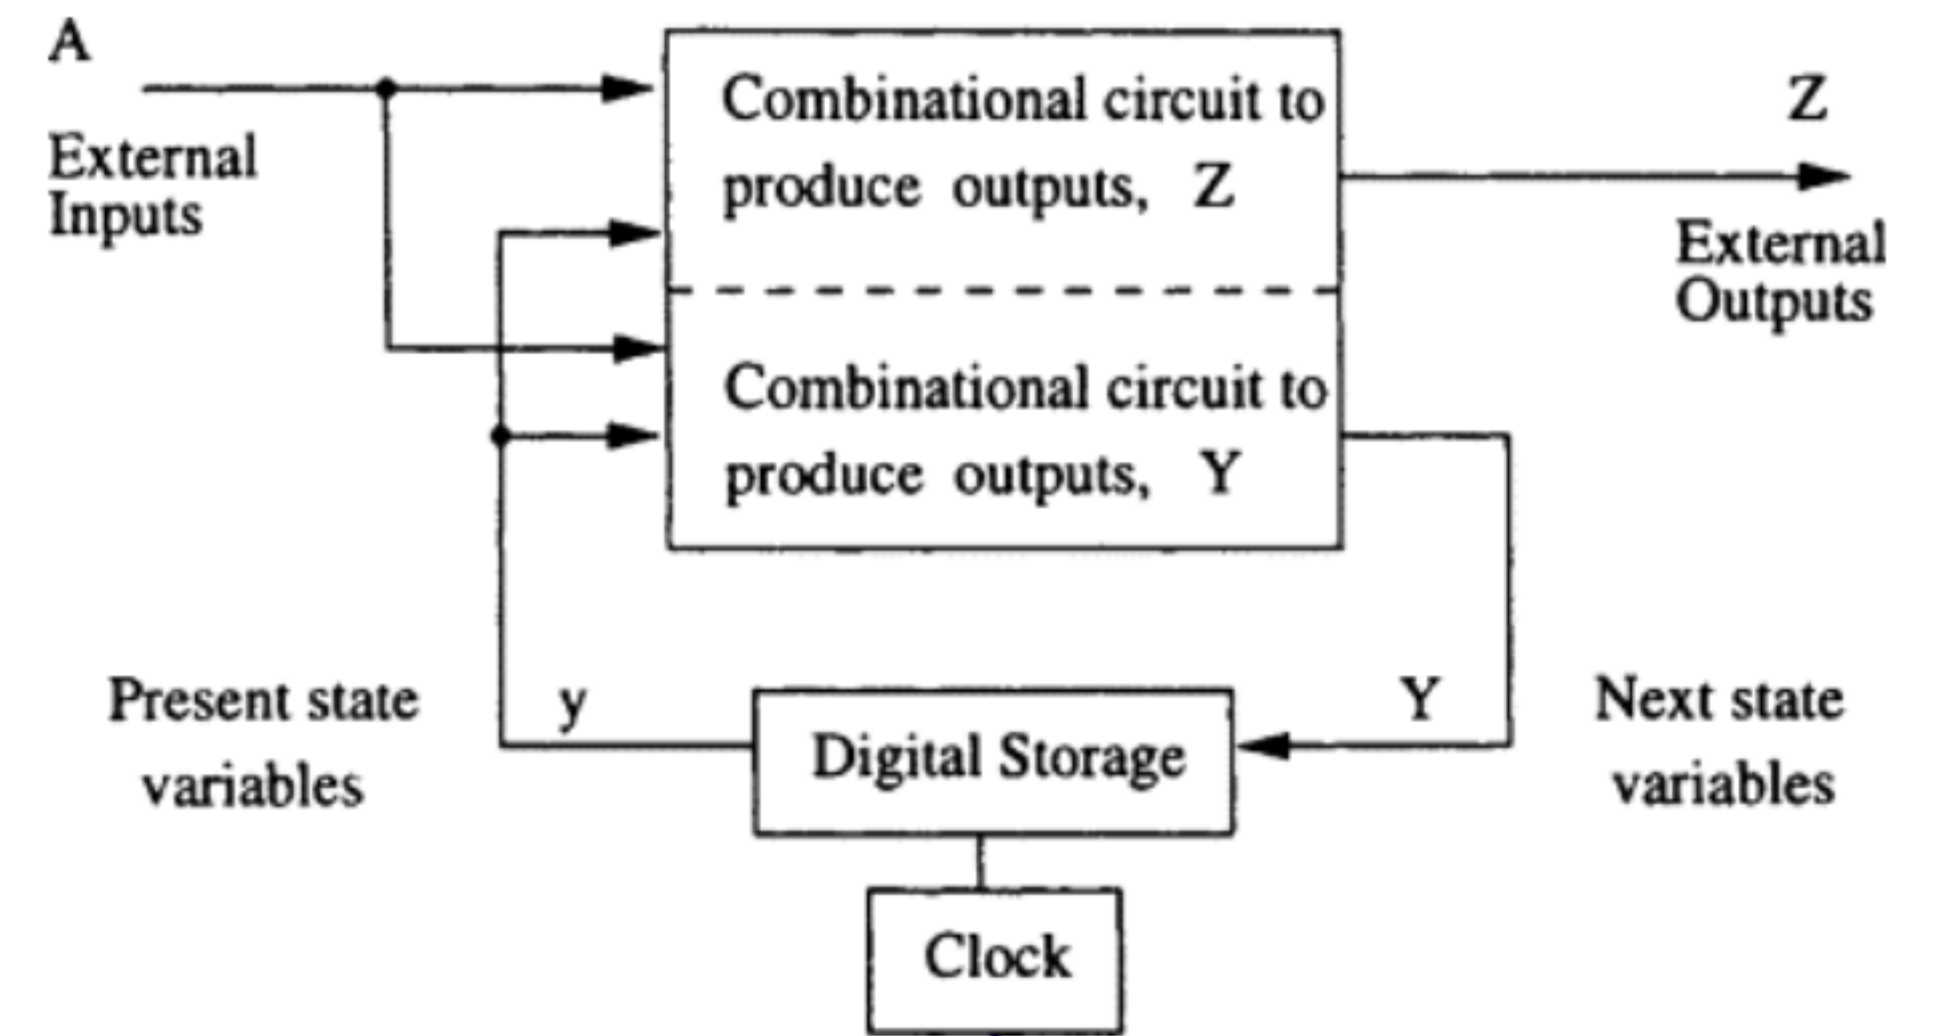 A
External
Inputs
Combinational circuit to
produce outputs, Z
Z
External
Outputs
Combinational circuit to
produce outputs, Y
Present state
variables
y
Digital Storage
Y
Next state
variables
Clock